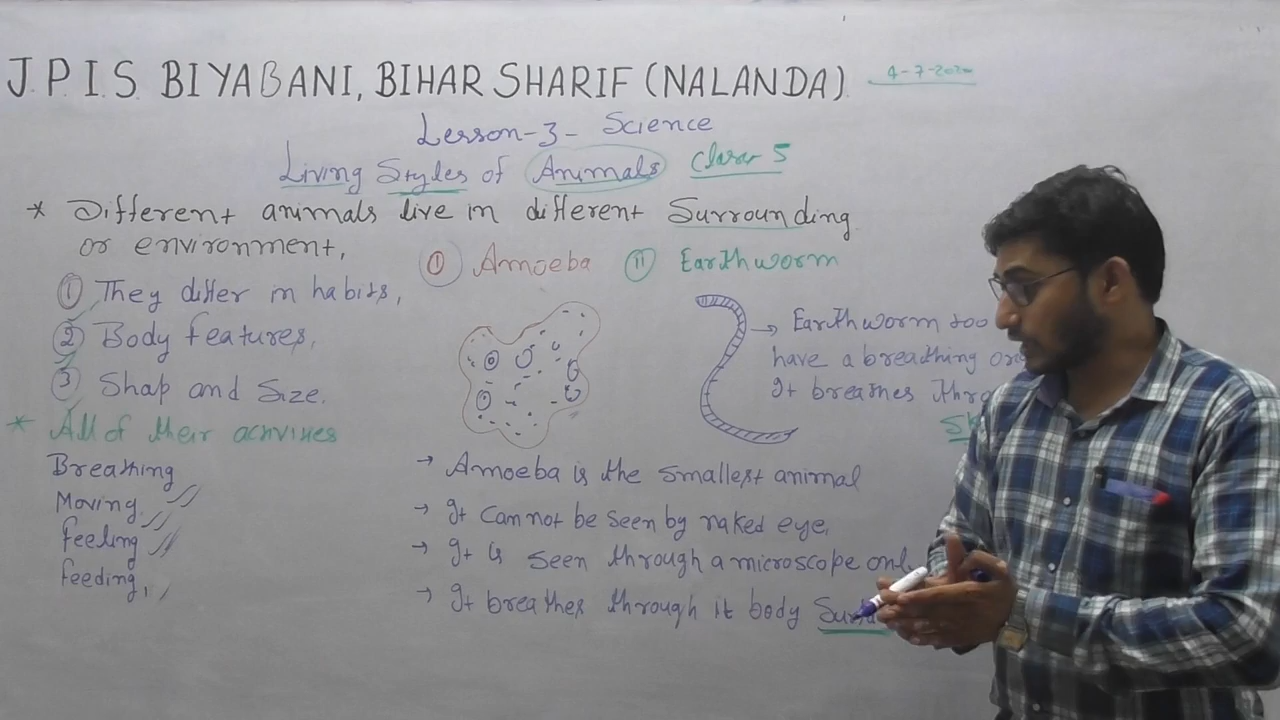 J.P.I.S. BIYABANI, BIHAR SHARIF (NALANDA)
4-7-2020
Lesson-3- Science
Living Styles of Animals Class 5
* Different animals live in different Surrounding
or environment,
① They differ in habits,
② Body features,
③ Shap and Size.
* All of their activities
Breathing
Moving
feeling
feeding,
① Amoeba
ii Earthworm
→ Earthworm too
have a breathing
It breathes
→ Amoeba is the smallest animal
→ It Cannot be seen by naked eye,
→ It is seen through a microscope
→ It breathes through it body